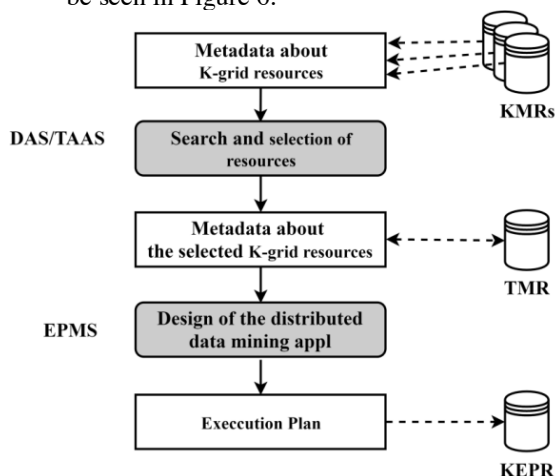 be seen in Figure 6.
Metadata about
K-grid resources
KMRs
DAS/TAAS
Search and selection of
resources
Metadata about
the selected K-grid resources
TMR
EPMS
Design of the distributed
data mining appl
Execcution Plan
KEPR